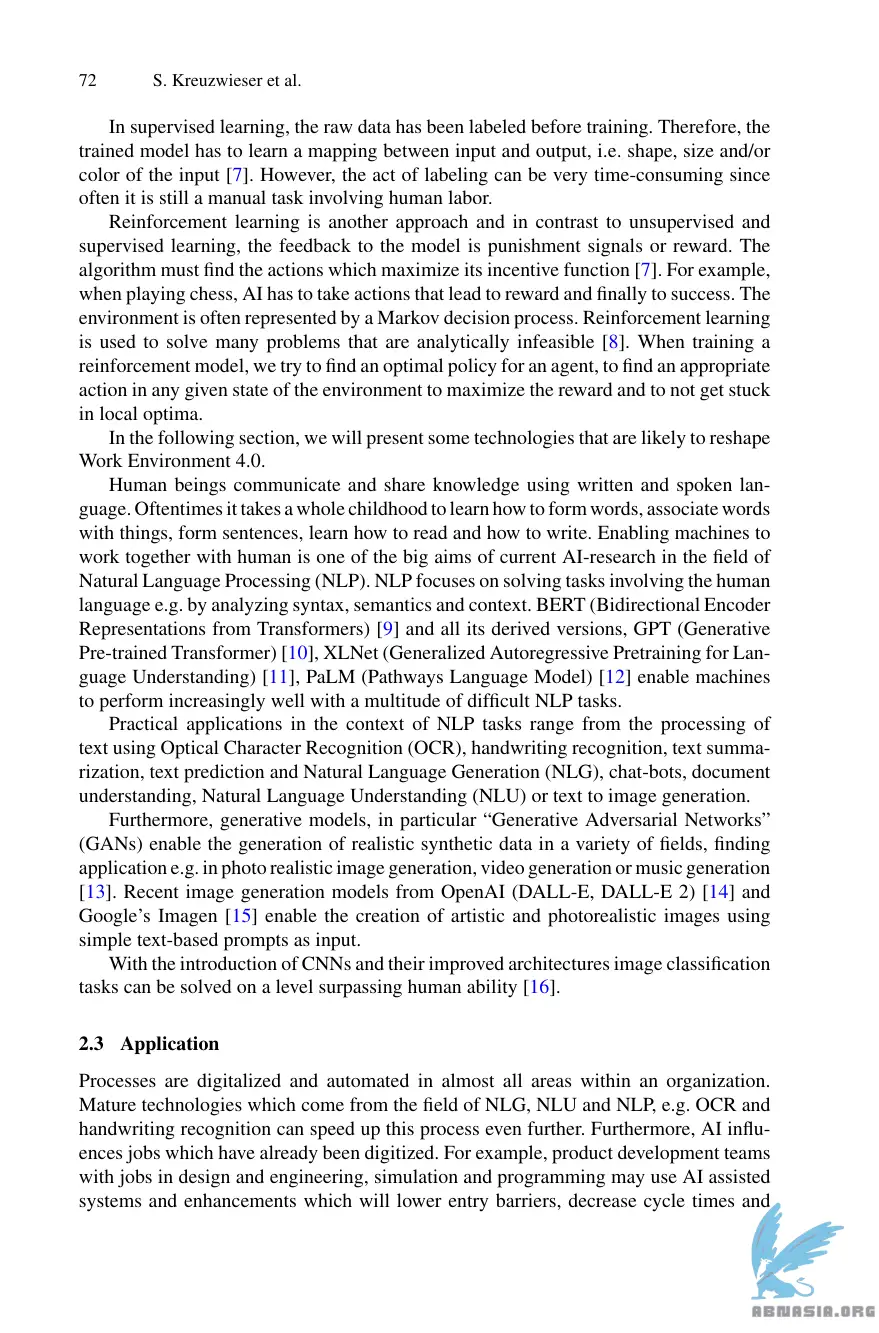 72 S. Kreuzwieser et al.
In supervised learning, the raw data has been labeled before training. Therefore, the
trained model has to learn a mapping between input and output, i.e. shape, size and/or
color of the input [7]. However, the act of labeling can be very time-consuming since
often it is still a manual task involving human labor.
Reinforcement learning is another approach and in contrast to unsupervised and
supervised learning, the feedback to the model is punishment signals or reward. The
algorithm must find the actions which maximize its incentive function [7]. For example,
when playing chess, AI has to take actions that lead to reward and finally to success. The
environment is often represented by a Markov decision process. Reinforcement learning
is used to solve many problems that are analytically infeasible [8]. When training a
reinforcement model, we try to find an optimal policy for an agent, to find an appropriate
action in any given state of the environment to maximize the reward and to not get stuck
in local optima.
In the following section, we will present some technologies that are likely to reshape
Work Environment 4.0.
Human beings communicate and share knowledge using written and spoken lan-
guage. Oftentimes it takes a whole childhood to learn how to form words, associate words
with things, form sentences, learn how to read and how to write. Enabling machines to
work together with human is one of the big aims of current AI-research in the field of
Natural Language Processing (NLP). NLP focuses on solving tasks involving the human
language e.g. by analyzing syntax, semantics and context. BERT (Bidirectional Encoder
Representations from Transformers) [9] and all its derived versions, GPT (Generative
Pre-trained Transformer) [10], XLNet (Generalized Autoregressive Pretraining for Lan-
guage Understanding) [11], PaLM (Pathways Language Model) [12] enable machines
to perform increasingly well with a multitude of difficult NLP tasks.
Practical applications in the context of NLP tasks range from the processing of
text using Optical Character Recognition (OCR), handwriting recognition, text summa-
rization, text prediction and Natural Language Generation (NLG), chat-bots, document
understanding, Natural Language Understanding (NLU) or text to image generation.
Furthermore, generative models, in particular “Generative Adversarial Networks”
(GANs) enable the generation of realistic synthetic data in a variety of fields, finding
application e.g. in photo realistic image generation, video generation or music generation
[13]. Recent image generation models from OpenAI (DALL-E, DALL-E 2) [14] and
Google’s Imagen [15] enable the creation of artistic and photorealistic images using
simple text-based prompts as input.
With the introduction of CNNs and their improved architectures image classification
tasks can be solved on a level surpassing human ability [16].
2.3 Application
Processes are digitalized and automated in almost all areas within an organization.
Mature technologies which come from the field of NLG, NLU and NLP, e.g. OCR and
handwriting recognition can speed up this process even further. Furthermore, AI influ-
ences jobs which have already been digitized. For example, product development teams
with jobs in design and engineering, simulation and programming may use AI assisted
systems and enhancements which will lower entry barriers, decrease cycle times and
ABNASIA.ORG